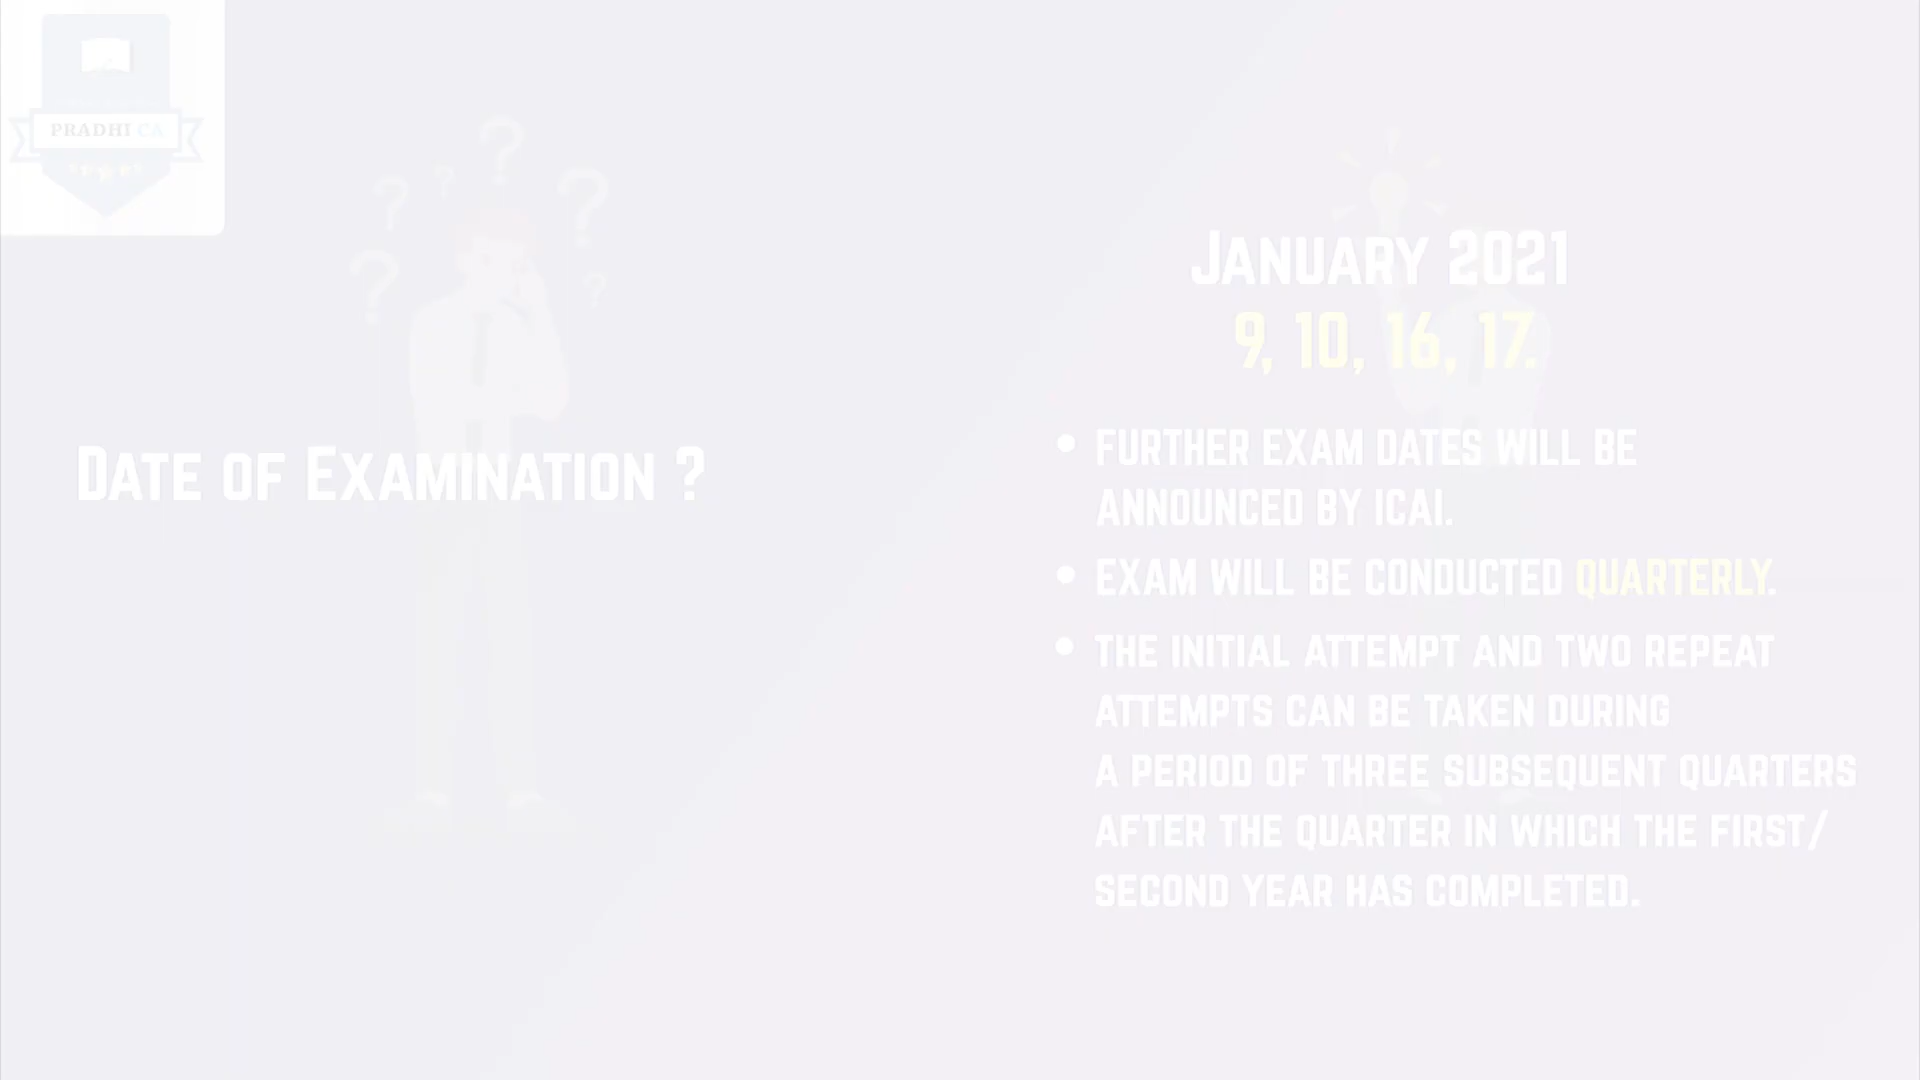 PRADHI CA
Date of Examination ?
January 2021
9, 10, 16, 17.
• FURTHER EXAM DATES WILL BE
ANNOUNCED BY ICAI.
• EXAM WILL BE CONDUCTED QUARTERLY.
• THE INITIAL ATTEMPT AND TWO REPEAT
ATTEMPTS CAN BE TAKEN DURING
A PERIOD OF THREE SUBSEQUENT QUARTERS
AFTER THE QUARTER IN WHICH THE FIRST/
SECOND YEAR HAS COMPLETED.